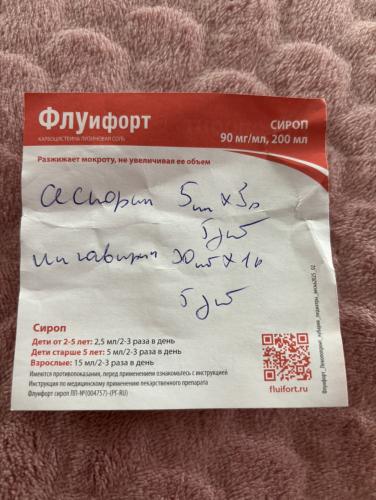 Флуифорт
КАРБОЦИСТЕИНА ЛИЗИНОВАЯ СОЛЬ
СИРОП
90 мг/мл, 200 мл
Разжижает мокроту, не увеличивая ее объем
5 мл х 3р
5 дн
ингавирин х 1р
5 дн
Сироп
Дети от 2-5 лет: 2,5 мл/2-3 раза в день
Дети старше 5 лет: 5 мл/2-3 раза в день
Взрослые: 15 мл/2-3 раза в день
Имеются противопоказания, перед применением ознакомьтесь с инструкцией
Инструкция по медицинскому применению лекарственного препарата
Флуифорт сироп ЛП-№(004757)-(РГ-RU)
fluifort.ru